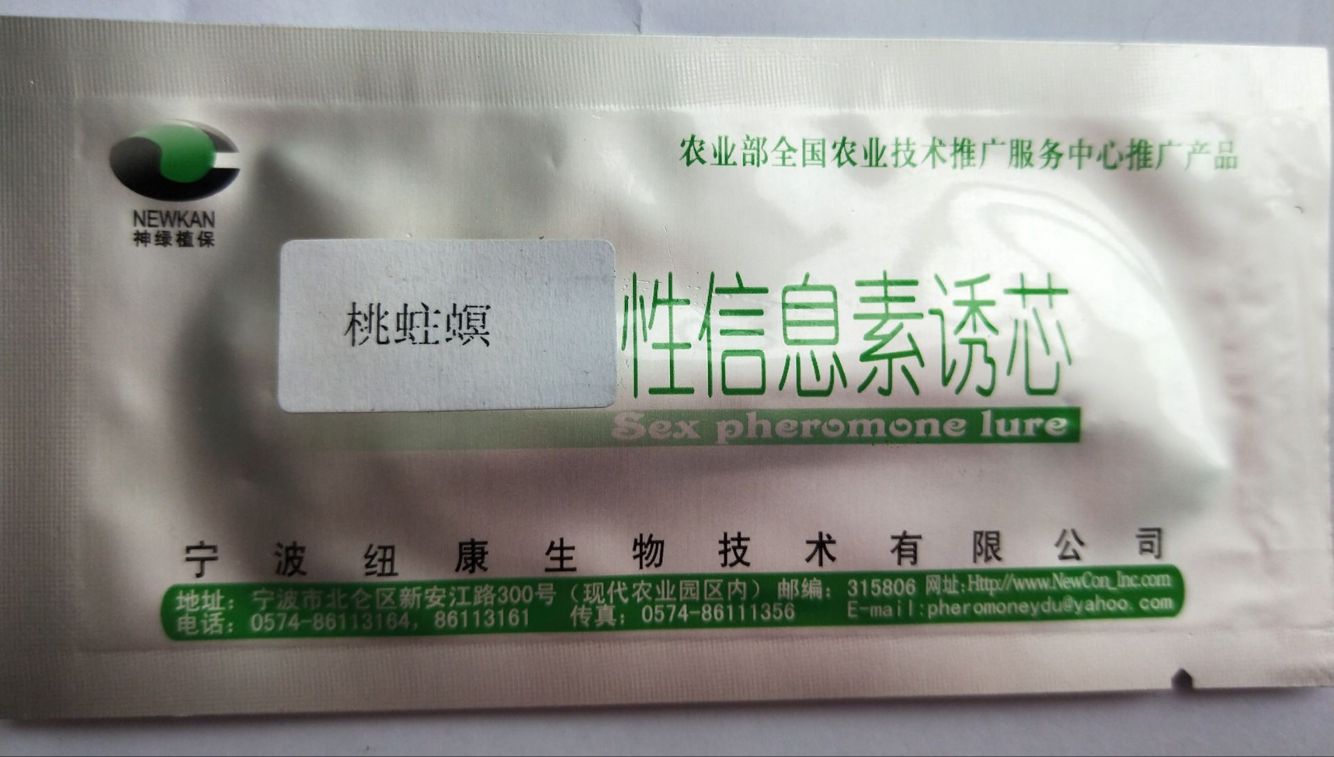 农业部全国农业技术推广服务中心推广产品
NEWKAN
神绿植保
桃蛀螟
性信息素诱芯
Sex pheromone lure
宁波纽康生物技术有限公司
地址：宁波市北仑区新安江路300号（现代农业园区内）邮编：315806 网址:Http://www.NewCon_Inc.com
电话：0574-86113164，86113161 传真：0574-86111356 E-mail:pheromoneydu@yahoo.com